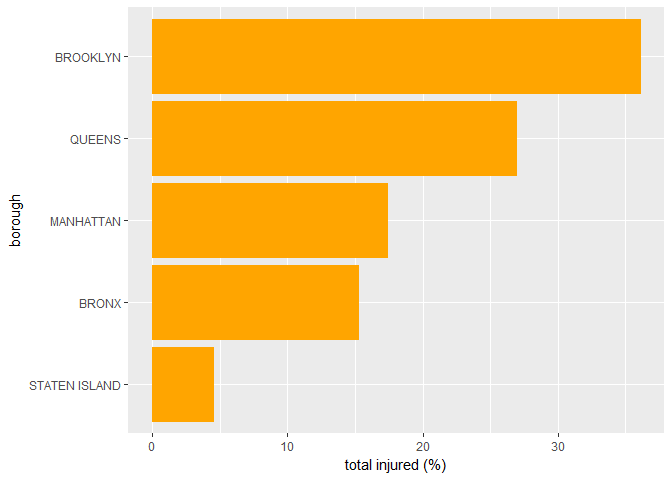 BROOKLYN
QUEENS
MANHATTAN
BRONX
STATEN ISLAND
borough
0 10 20 30
total injured (%)